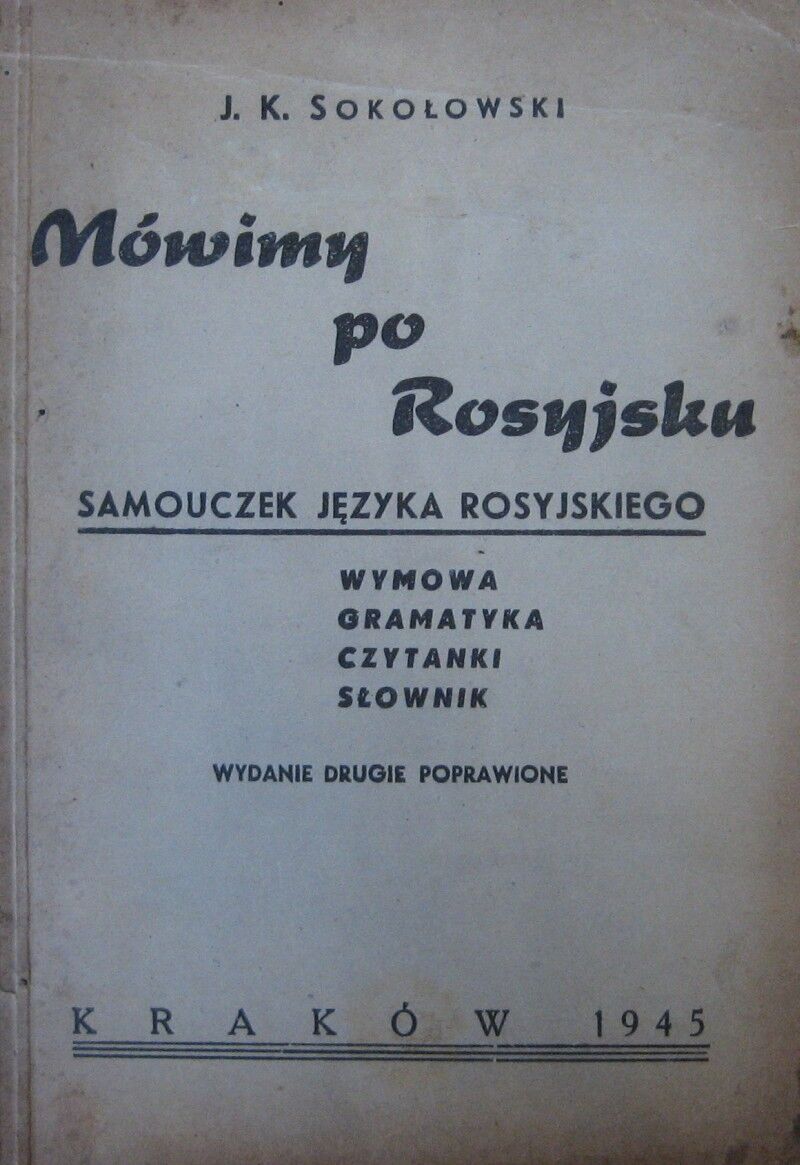 J. K. SOKOŁOWSKI
Mówimy
po
Rosyjsku
SAMOUCZEK JĘZYKA ROSYJSKIEGO
WYMOWA
GRAMATYKA
CZYTANKI
SŁOWNIK
WYDANIE DRUGIE POPRAWIONE
KRAKÓW 1945